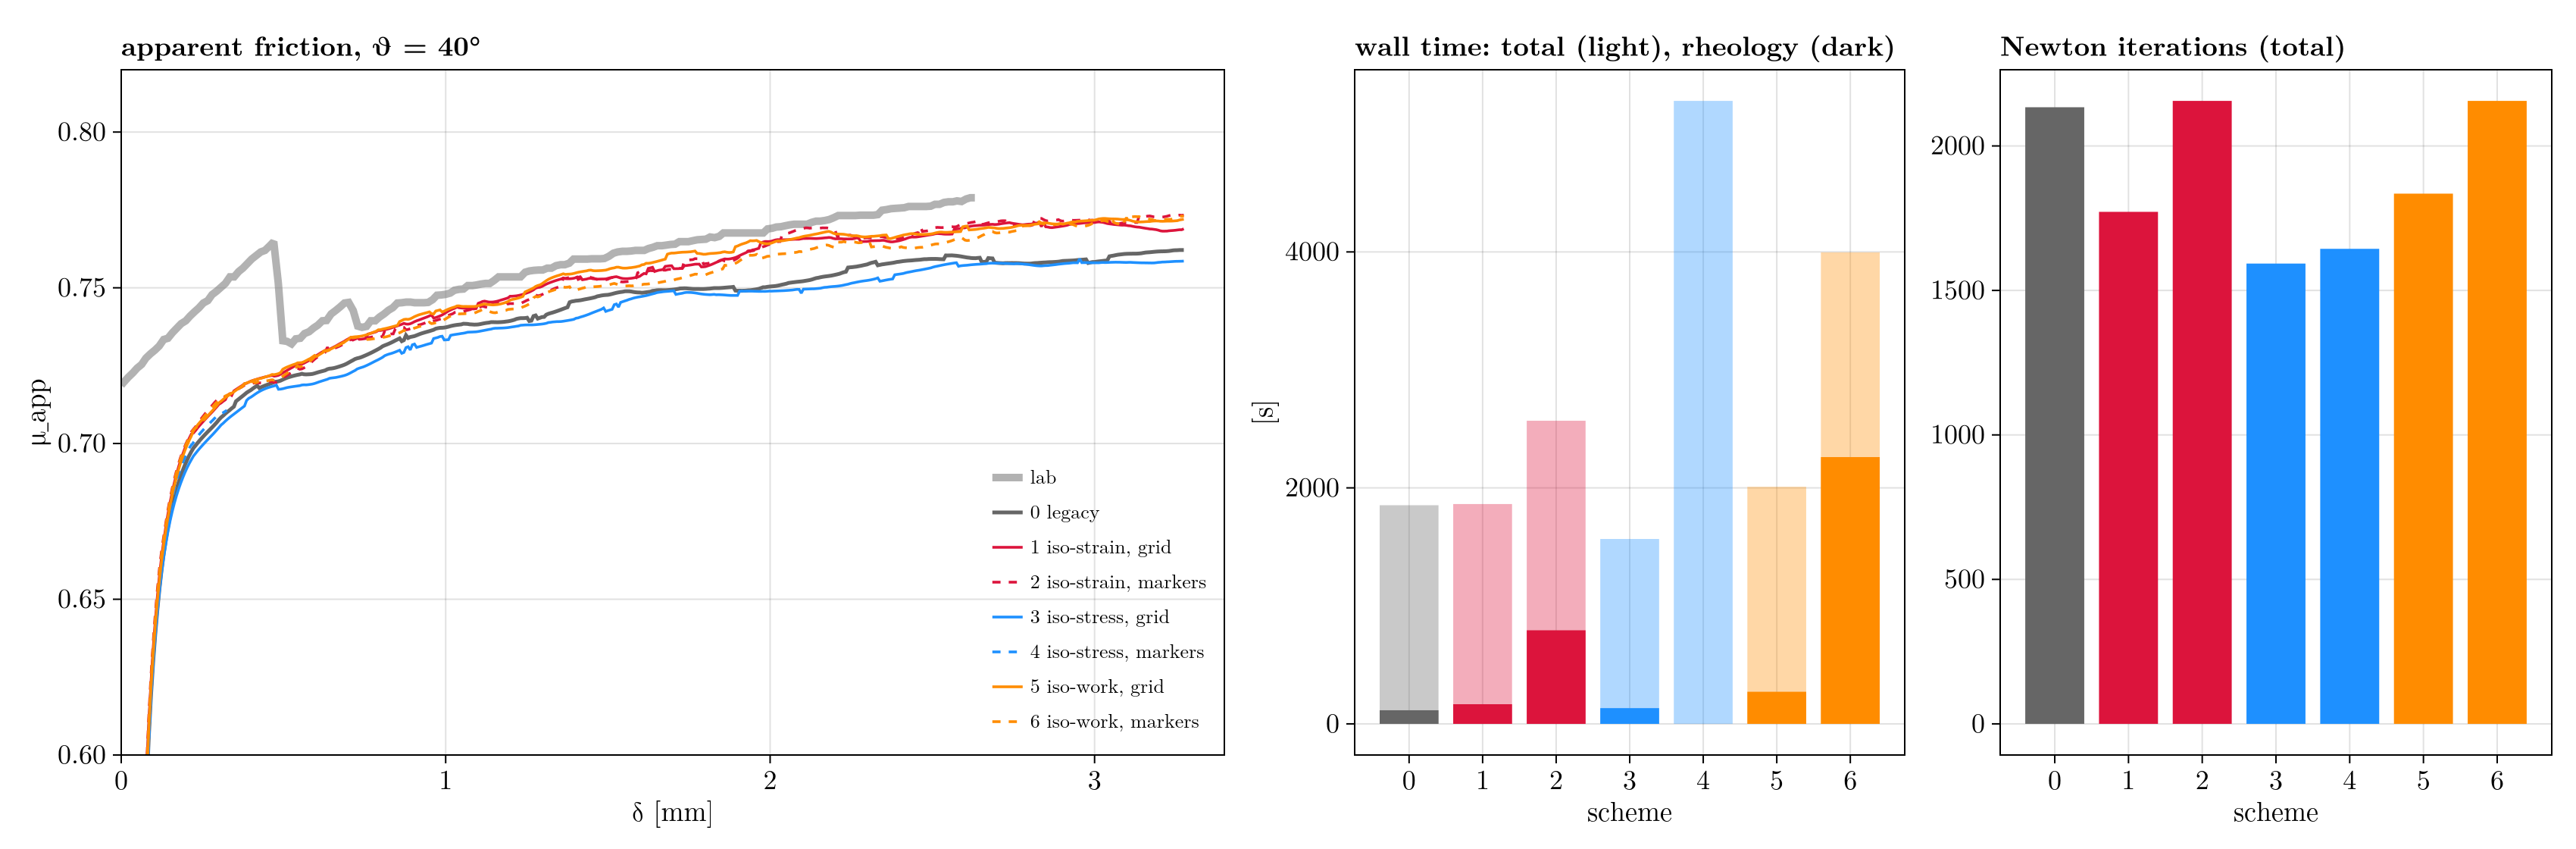 apparent friction, ϑ = 40°
μ_app
0.80
0.75
0.70
0.65
0.60
0
1
2
3
δ [mm]
lab
0 legacy
1 iso-strain, grid
2 iso-strain, markers
3 iso-stress, grid
4 iso-stress, markers
5 iso-work, grid
6 iso-work, markers
wall time: total (light), rheology (dark)
[s]
4000
2000
0
0 1 2 3 4 5 6
scheme
Newton iterations (total)
2000
1500
1000
500
0
0 1 2 3 4 5 6
scheme